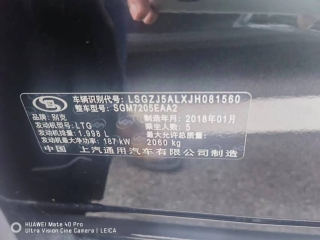 车辆识别代号: LSGZJ5ALXJH081560
整车型号: SGM7205EAA2
品牌: 别克 制造年月: 2018年01月
发动机型号: LTG 乘坐人数: 5
发动机排量: 1.998 L 最大允许总质量:
发动机最大净功率: 187 kW 2060 kg
中国 上汽通用汽车有限公司制造
HUAWEI Mate 40 Pro
Ultra Vision Cine Camera | LEICA